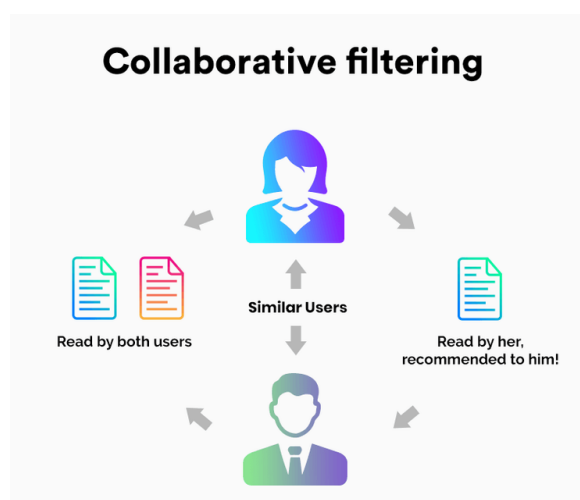 Collaborative filtering
Similar Users
Read by both users
Read by her,
recommended to him!